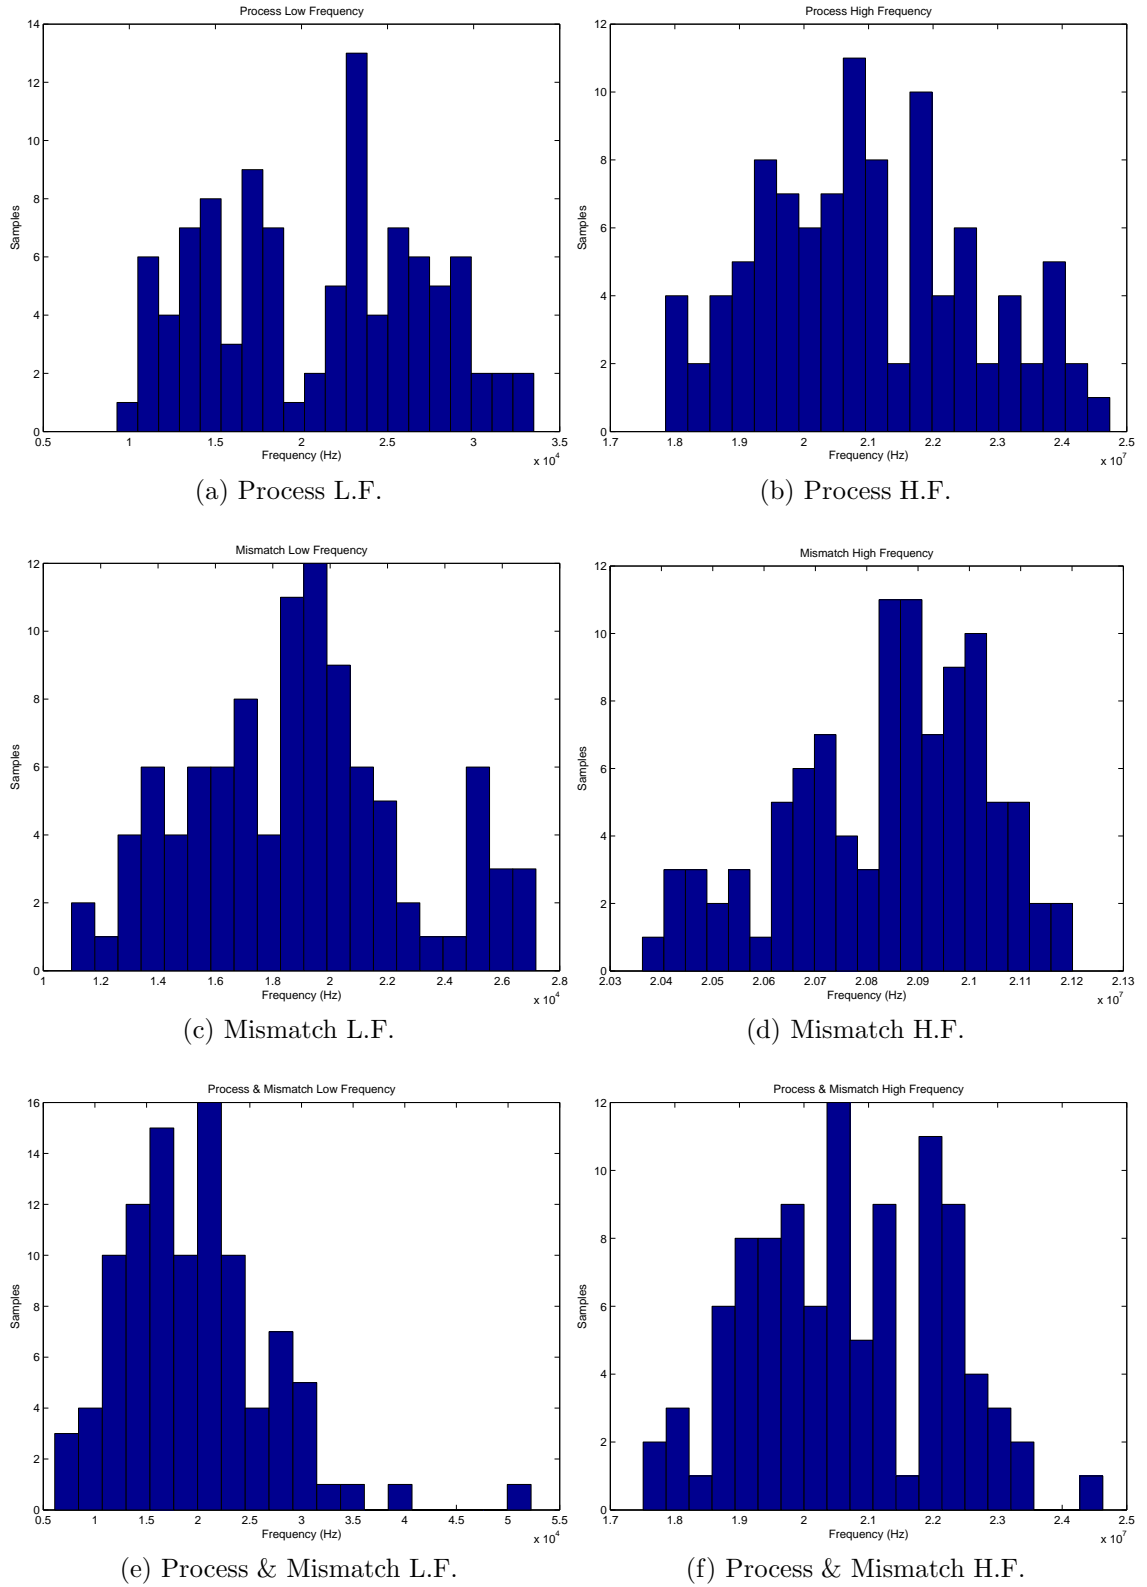 Process Low Frequency
14
12
10
8
6
4
2
0
Samples
0.5 1 1.5 2 2.5 3 3.5
Frequency (Hz)
x 10^4
(a) Process L.F.
Process High Frequency
12
10
8
6
4
2
0
Samples
1.7 1.8 1.9 2 2.1 2.2 2.3 2.4 2.5
Frequency (Hz)
x 10^7
(b) Process H.F.
Mismatch Low Frequency
12
10
8
6
4
2
0
Samples
10 1.2 1.4 1.6 1.8 2 2.2 2.4 2.6 2.8
Frequency (Hz)
x 10^4
(c) Mismatch L.F.
Mismatch High Frequency
12
10
8
6
4
2
0
Samples
2.03 2.04 2.05 2.06 2.07 2.08 2.09 2.1 2.11 2.12 2.13
Frequency (Hz)
x 10^7
(d) Mismatch H.F.
Process & Mismatch Low Frequency
16
14
12
10
8
6
4
2
0
Samples
0.5 1 1.5 2 2.5 3 3.5 4 4.5 5 5.5
Frequency (Hz)
x 10^4
(e) Process & Mismatch L.F.
Process & Mismatch High Frequency
12
10
8
6
4
2
0
Samples
1.7 1.8 1.9 2 2.1 2.2 2.3 2.4 2.5
Frequency (Hz)
x 10^7
(f) Process & Mismatch H.F.